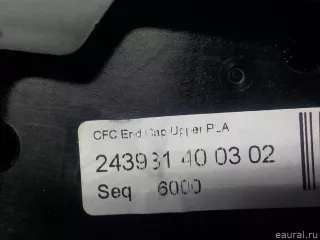 CFC End Cap Upper PLA
243931 40 03 02
Seq 6000
eaural.ru